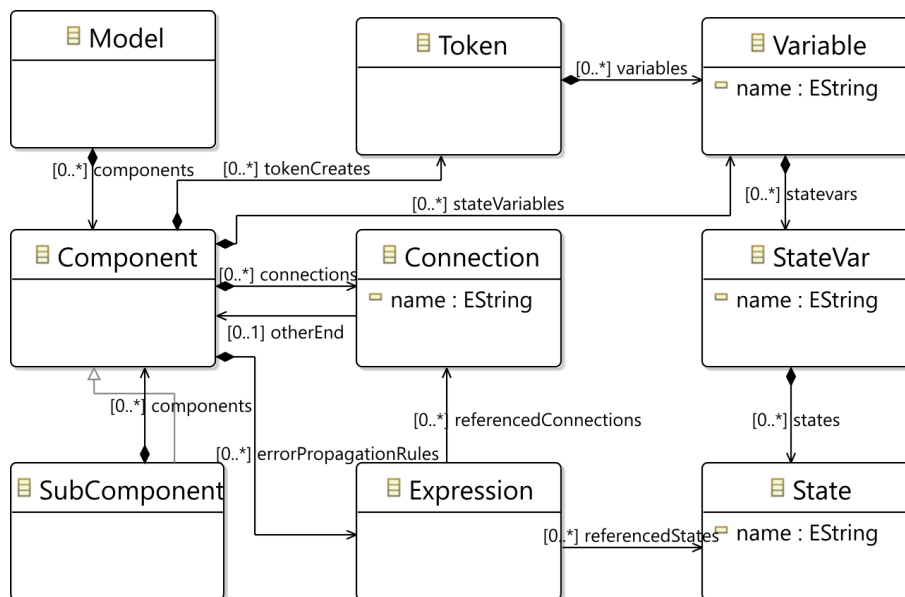 Model
Token
Variable
name : EString
[0..*] variables
[0..*] components
[0..*] tokenCreates
[0..*] stateVariables
[0..*] statevars
Component
Connection
name : EString
StateVar
name : EString
[0..*] connections
[0..1] otherEnd
[0..*] components
[0..*] referencedConnections
[0..*] states
[0..*] errorPropagationRules
SubComponent
Expression
State
name : EString
[0..*] referencedStates